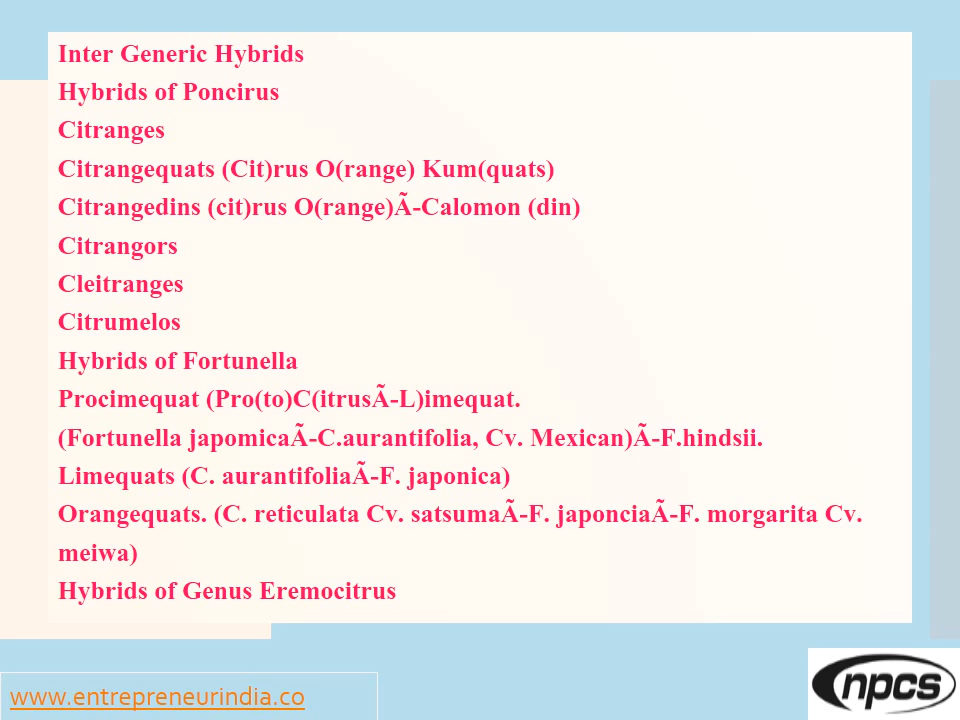 Inter Generic Hybrids
Hybrids of Poncirus
Citranges
Citrangequats (Cit)rus O(range) Kum(quats)
Citrangedins (cit)rus O(range)Ã-Calomon (din)
Citrangors
Cleitranges
Citrumelos
Hybrids of Fortunella
Procimequat (Pro(to)C(itrusÃ-L)imequat.
(Fortunella japomicaÃ-C.aurantifolia, Cv. Mexican)Ã-F.hindsii.
Limequats (C. aurantifoliaÃ-F. japonica)
Orangequats. (C. reticulata Cv. satsumaÃ-F. japonciaÃ-F. morgarita Cv.
meiwa)
Hybrids of Genus Eremocitrus
www.entrepreneurindia.co
npcs